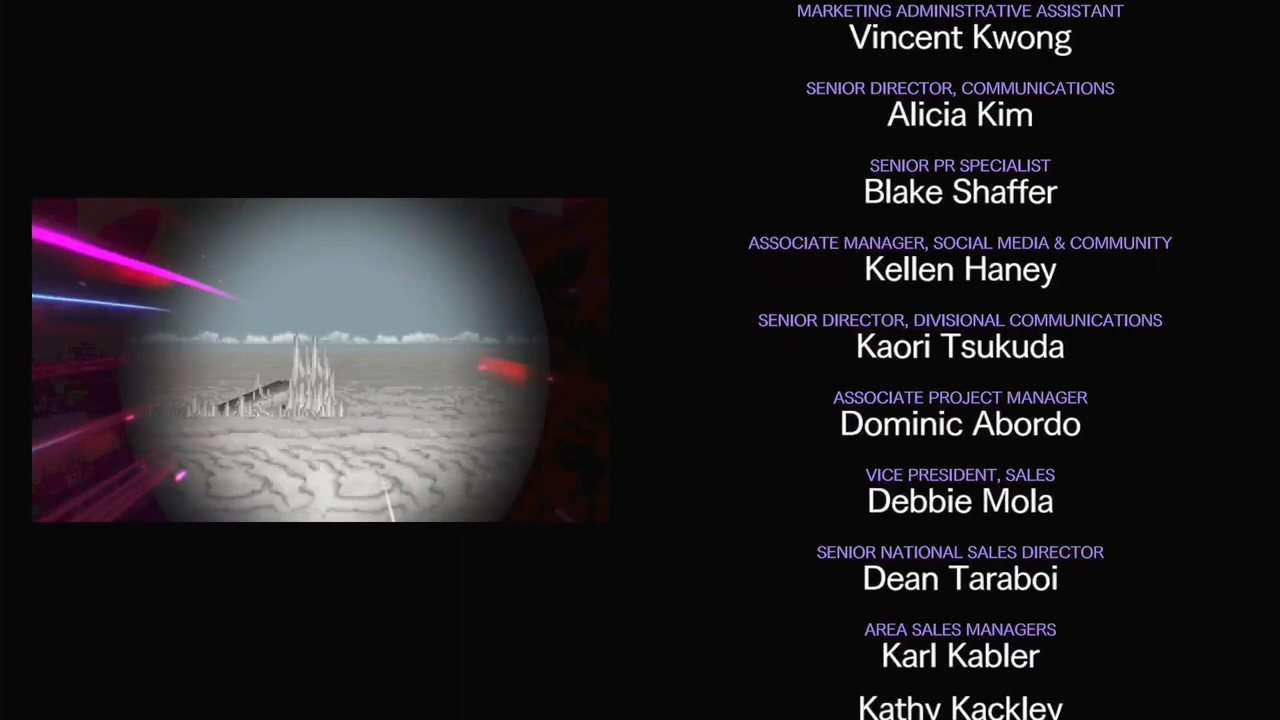 MARKETING ADMINISTRATIVE ASSISTANT
Vincent Kwong
SENIOR DIRECTOR, COMMUNICATIONS
Alicia Kim
SENIOR PR SPECIALIST
Blake Shaffer
ASSOCIATE MANAGER, SOCIAL MEDIA & COMMUNITY
Kellen Haney
SENIOR DIRECTOR, DIVISIONAL COMMUNICATIONS
Kaori Tsukuda
ASSOCIATE PROJECT MANAGER
Dominic Abordo
VICE PRESIDENT, SALES
Debbie Mola
SENIOR NATIONAL SALES DIRECTOR
Dean Taraboi
AREA SALES MANAGERS
Karl Kabler
Kathy Kackley